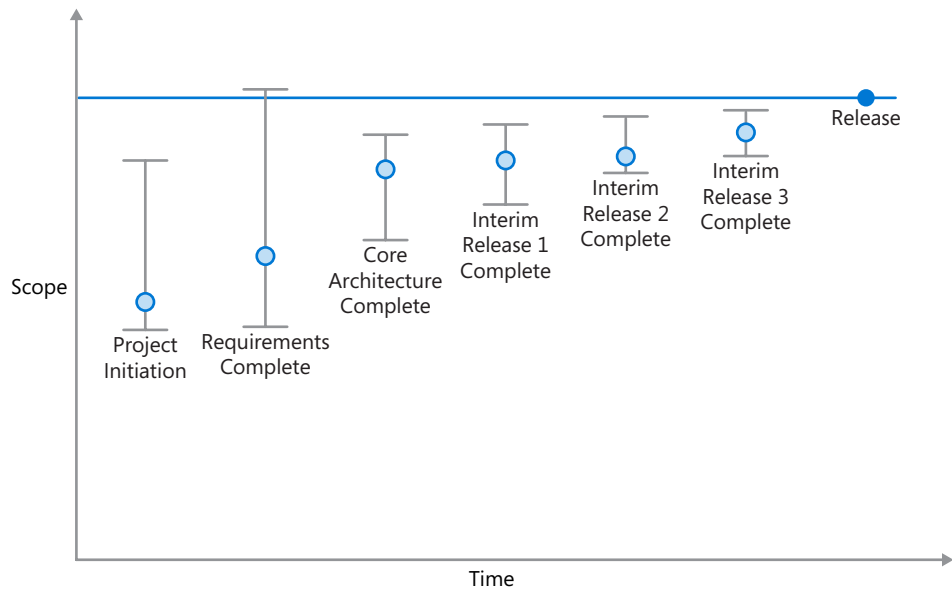 Release
Interim
Release 3
Complete
Interim
Release 2
Complete
Interim
Release 1
Complete
Core
Architecture
Complete
Scope
Requirements
Complete
Project
Initiation
Time